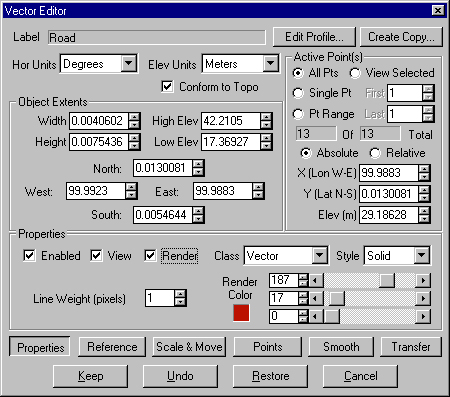 Vector Editor
Label Road Edit Profile... Create Copy...
Hor Units Degrees Elev Units Meters
Conform to Topo
Active Point(s)
All Pts View Selected
Single Pt First 1
Pt Range Last 1
13 Of 13 Total
Absolute Relative
X (Lon W-E) 99.9883
Y (Lat N-S) 0.0130081
Elev (m) 29.18628
Object Extents
Width 0.0040602 High Elev 42.2105
Height 0.0075436 Low Elev 17.36927
North: 0.0130081
West: 99.9923 East: 99.9883
South: 0.0054644
Properties
Enabled View Render Class Vector Style Solid
Line Weight (pixels) 1
Render Color
187
17
0
Properties Reference Scale & Move Points Smooth Transfer
Keep Undo Restore Cancel